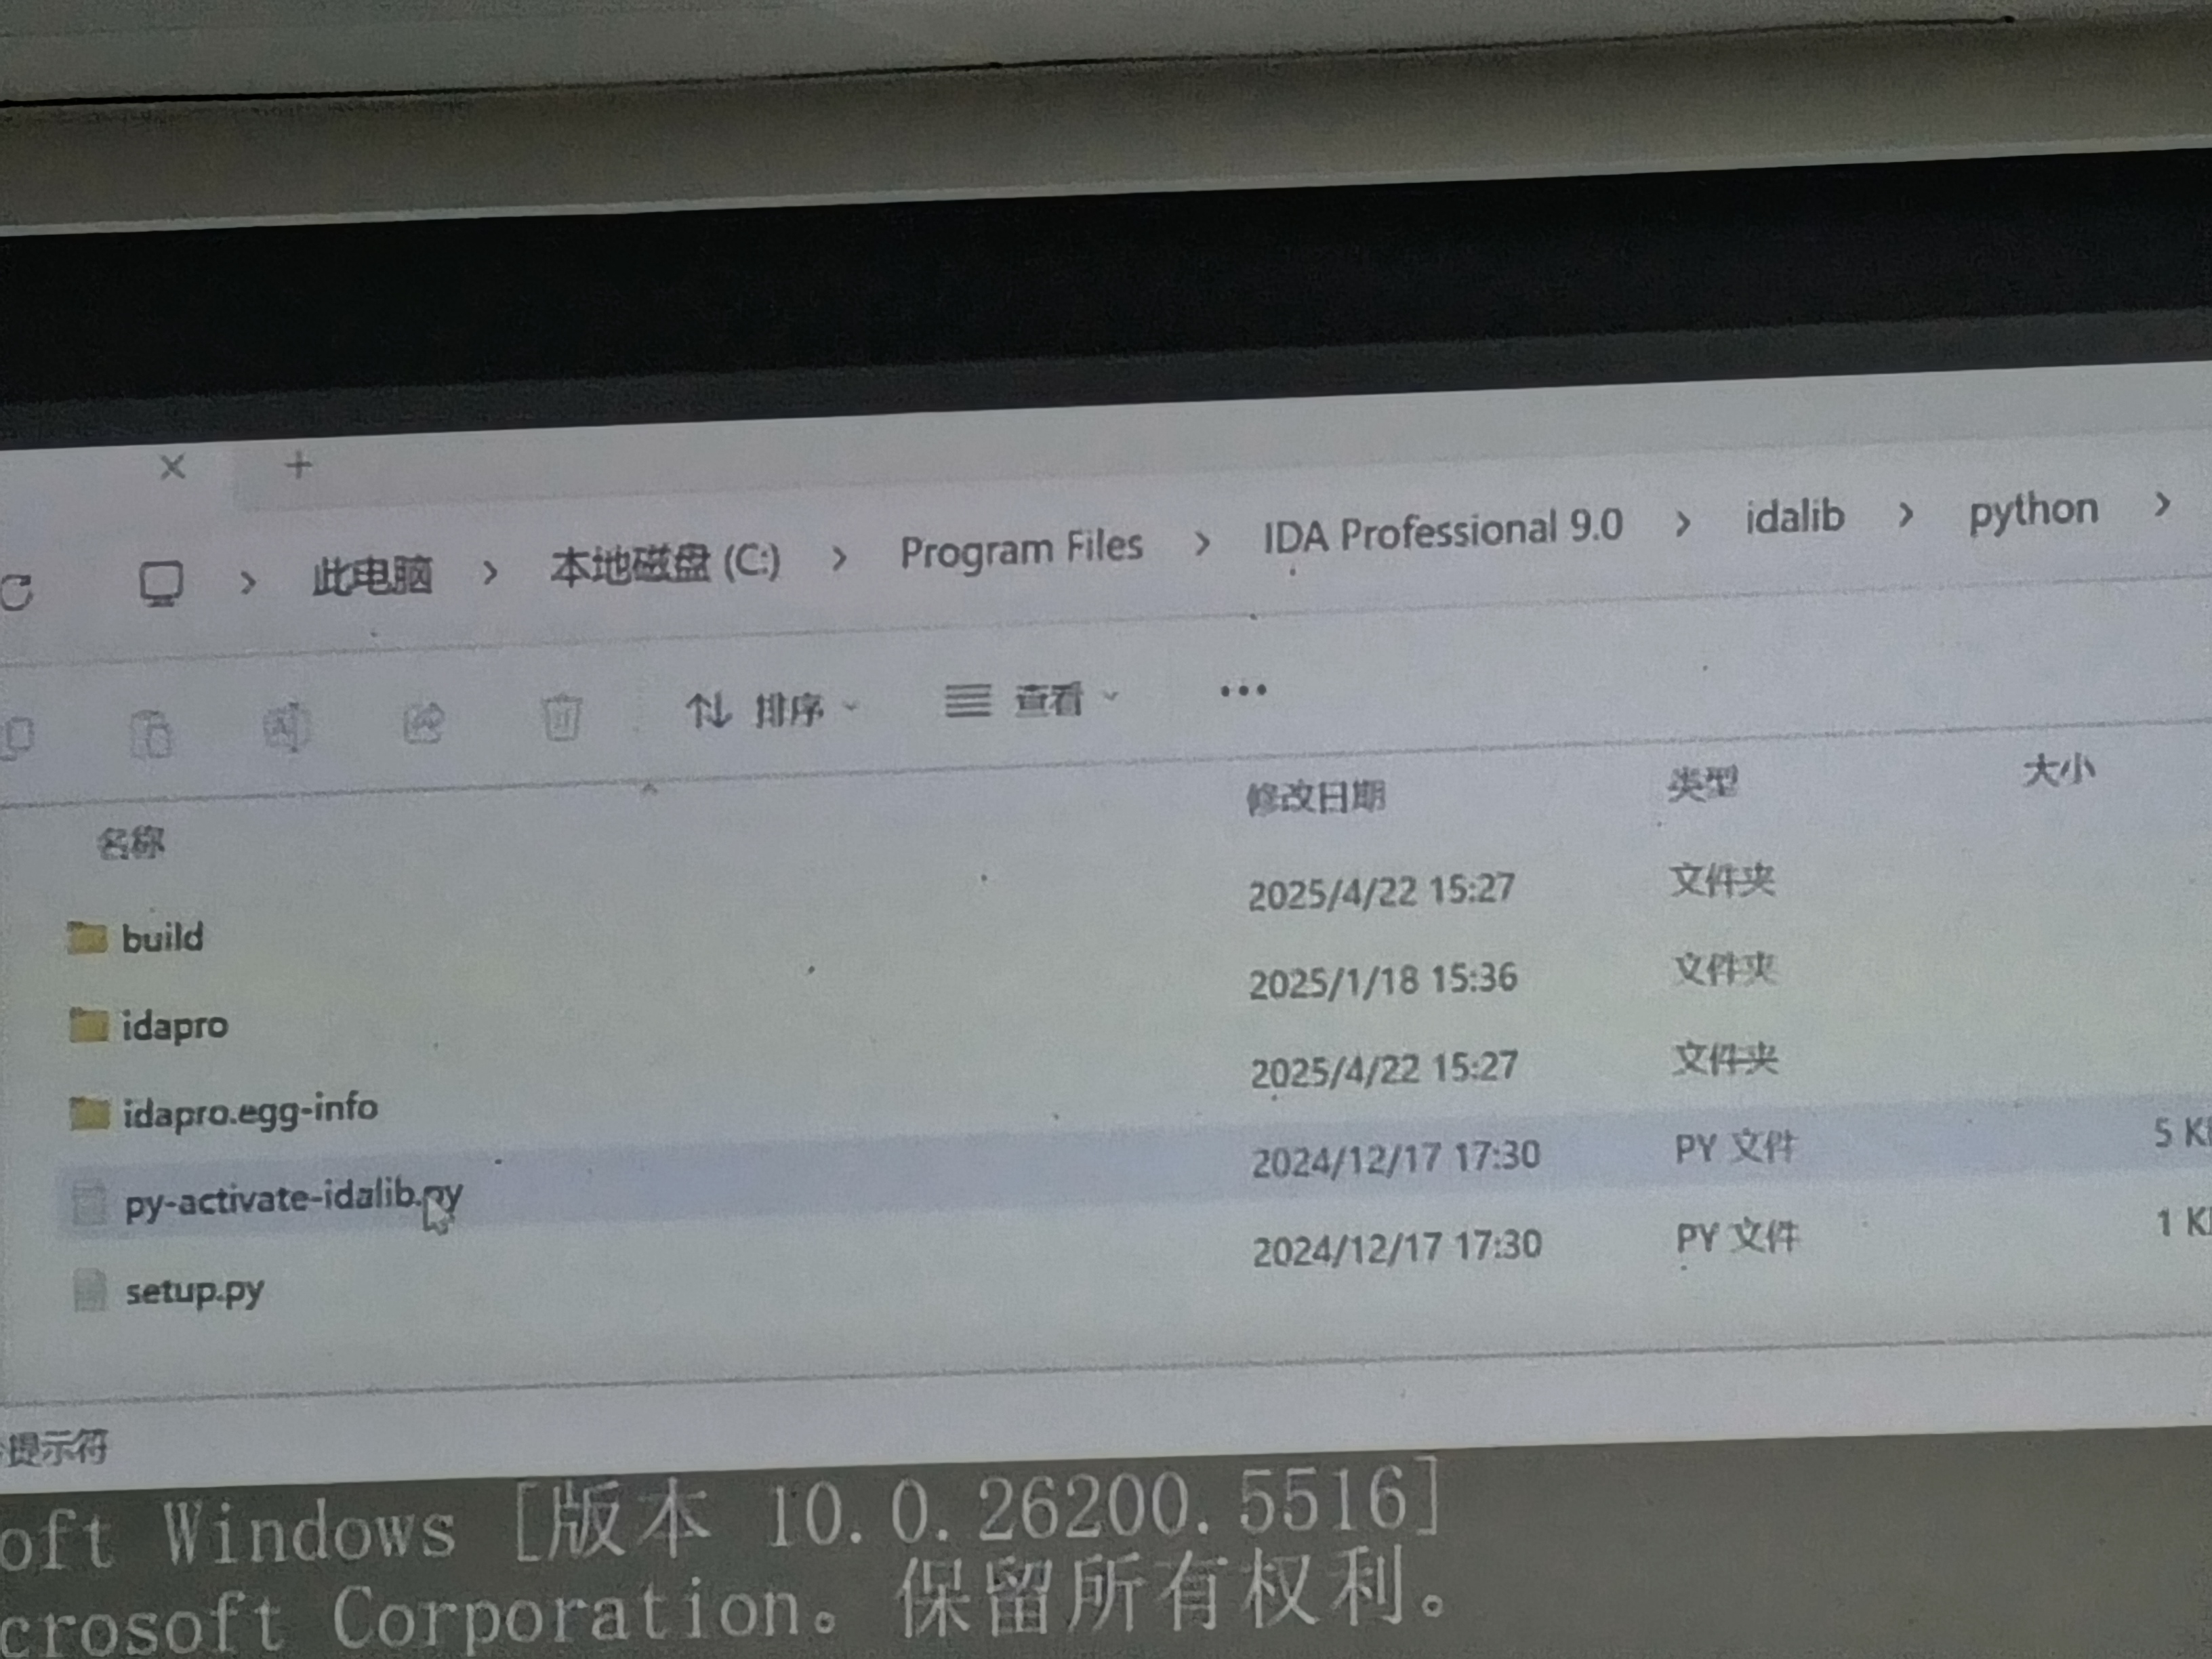 此电脑 > 本地磁盘 (C:) > Program Files > IDA Professional 9.0 > idalib > python >
排序 查看 ...
名称 修改日期 类型 大小
build 2025/4/22 15:27 文件夹
idapro 2025/1/18 15:36 文件夹
idapro.egg-info 2025/4/22 15:27 文件夹
py-activate-idalib.py 2024/12/17 17:30 PY 文件 5 K
setup.py 2024/12/17 17:30 PY 文件 1 K
提示符
oft Windows [版本 10.0.26200.5516]
crosoft Corporation。保留所有权利。